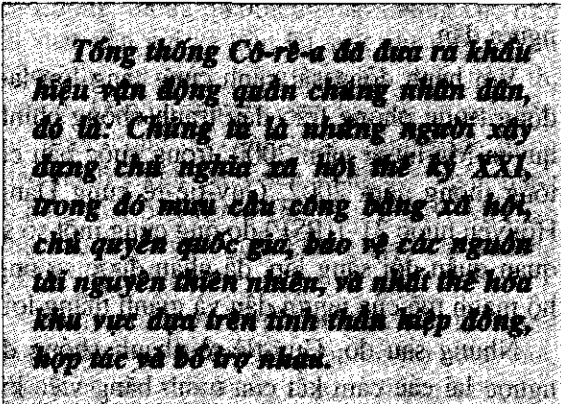 Tổng thống Cô-rê-a đã đưa ra khẩu
hiệu vận động quần chúng nhân dân,
đó là: Chúng ta là những người xây
dựng chủ nghĩa xã hội thế kỷ XXI,
trong đó mưu cầu công bằng xã hội,
chủ quyền quốc gia, bảo vệ các nguồn
tài nguyên thiên nhiên, và nhất thể hóa
khu vực dựa trên tinh thần hiệp đồng,
hợp tác và bổ trợ nhau.